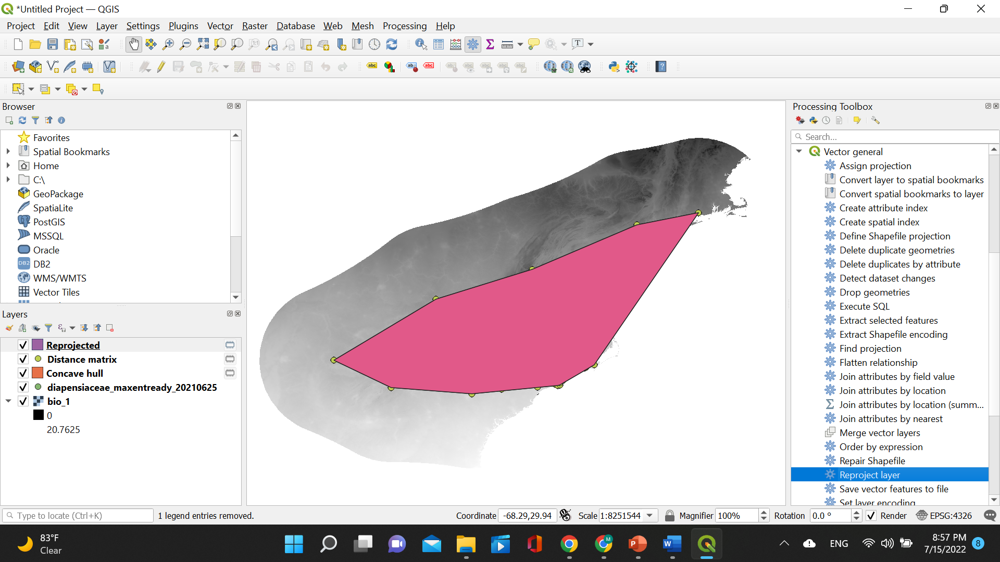 *Untitled Project — QGIS
Project Edit View Layer Settings Plugins Vector Raster Database Web Mesh Processing Help
Browser
Favorites
Spatial Bookmarks
Home
C:\
GeoPackage
SpatiaLite
PostGIS
MSSQL
Oracle
DB2
WMS/WMTS
Vector Tiles
Layers
Reprojected
Distance matrix
Concave hull
diapensiaceae_maxentready_20210625
bio_1
0
20.7625
Processing Toolbox
Search...
Vector general
Assign projection
Convert layer to spatial bookmarks
Convert spatial bookmarks to layer
Create attribute index
Create spatial index
Define Shapefile projection
Delete duplicate geometries
Delete duplicates by attribute
Detect dataset changes
Drop geometries
Execute SQL
Extract selected features
Extract Shapefile encoding
Find projection
Flatten relationship
Join attributes by field value
Join attributes by location
Join attributes by location (summ...
Join attributes by nearest
Merge vector layers
Order by expression
Repair Shapefile
Reproject layer
Save vector features to file
Set layer encoding
Type to locate (Ctrl+K) 1 legend entries removed. Coordinate -68.29,29.94 Scale 1:8251544 Magnifier 100% Rotation 0.0 ° Render EPSG:4326
83°F
Clear
ENG
8:57 PM
7/15/2022
8